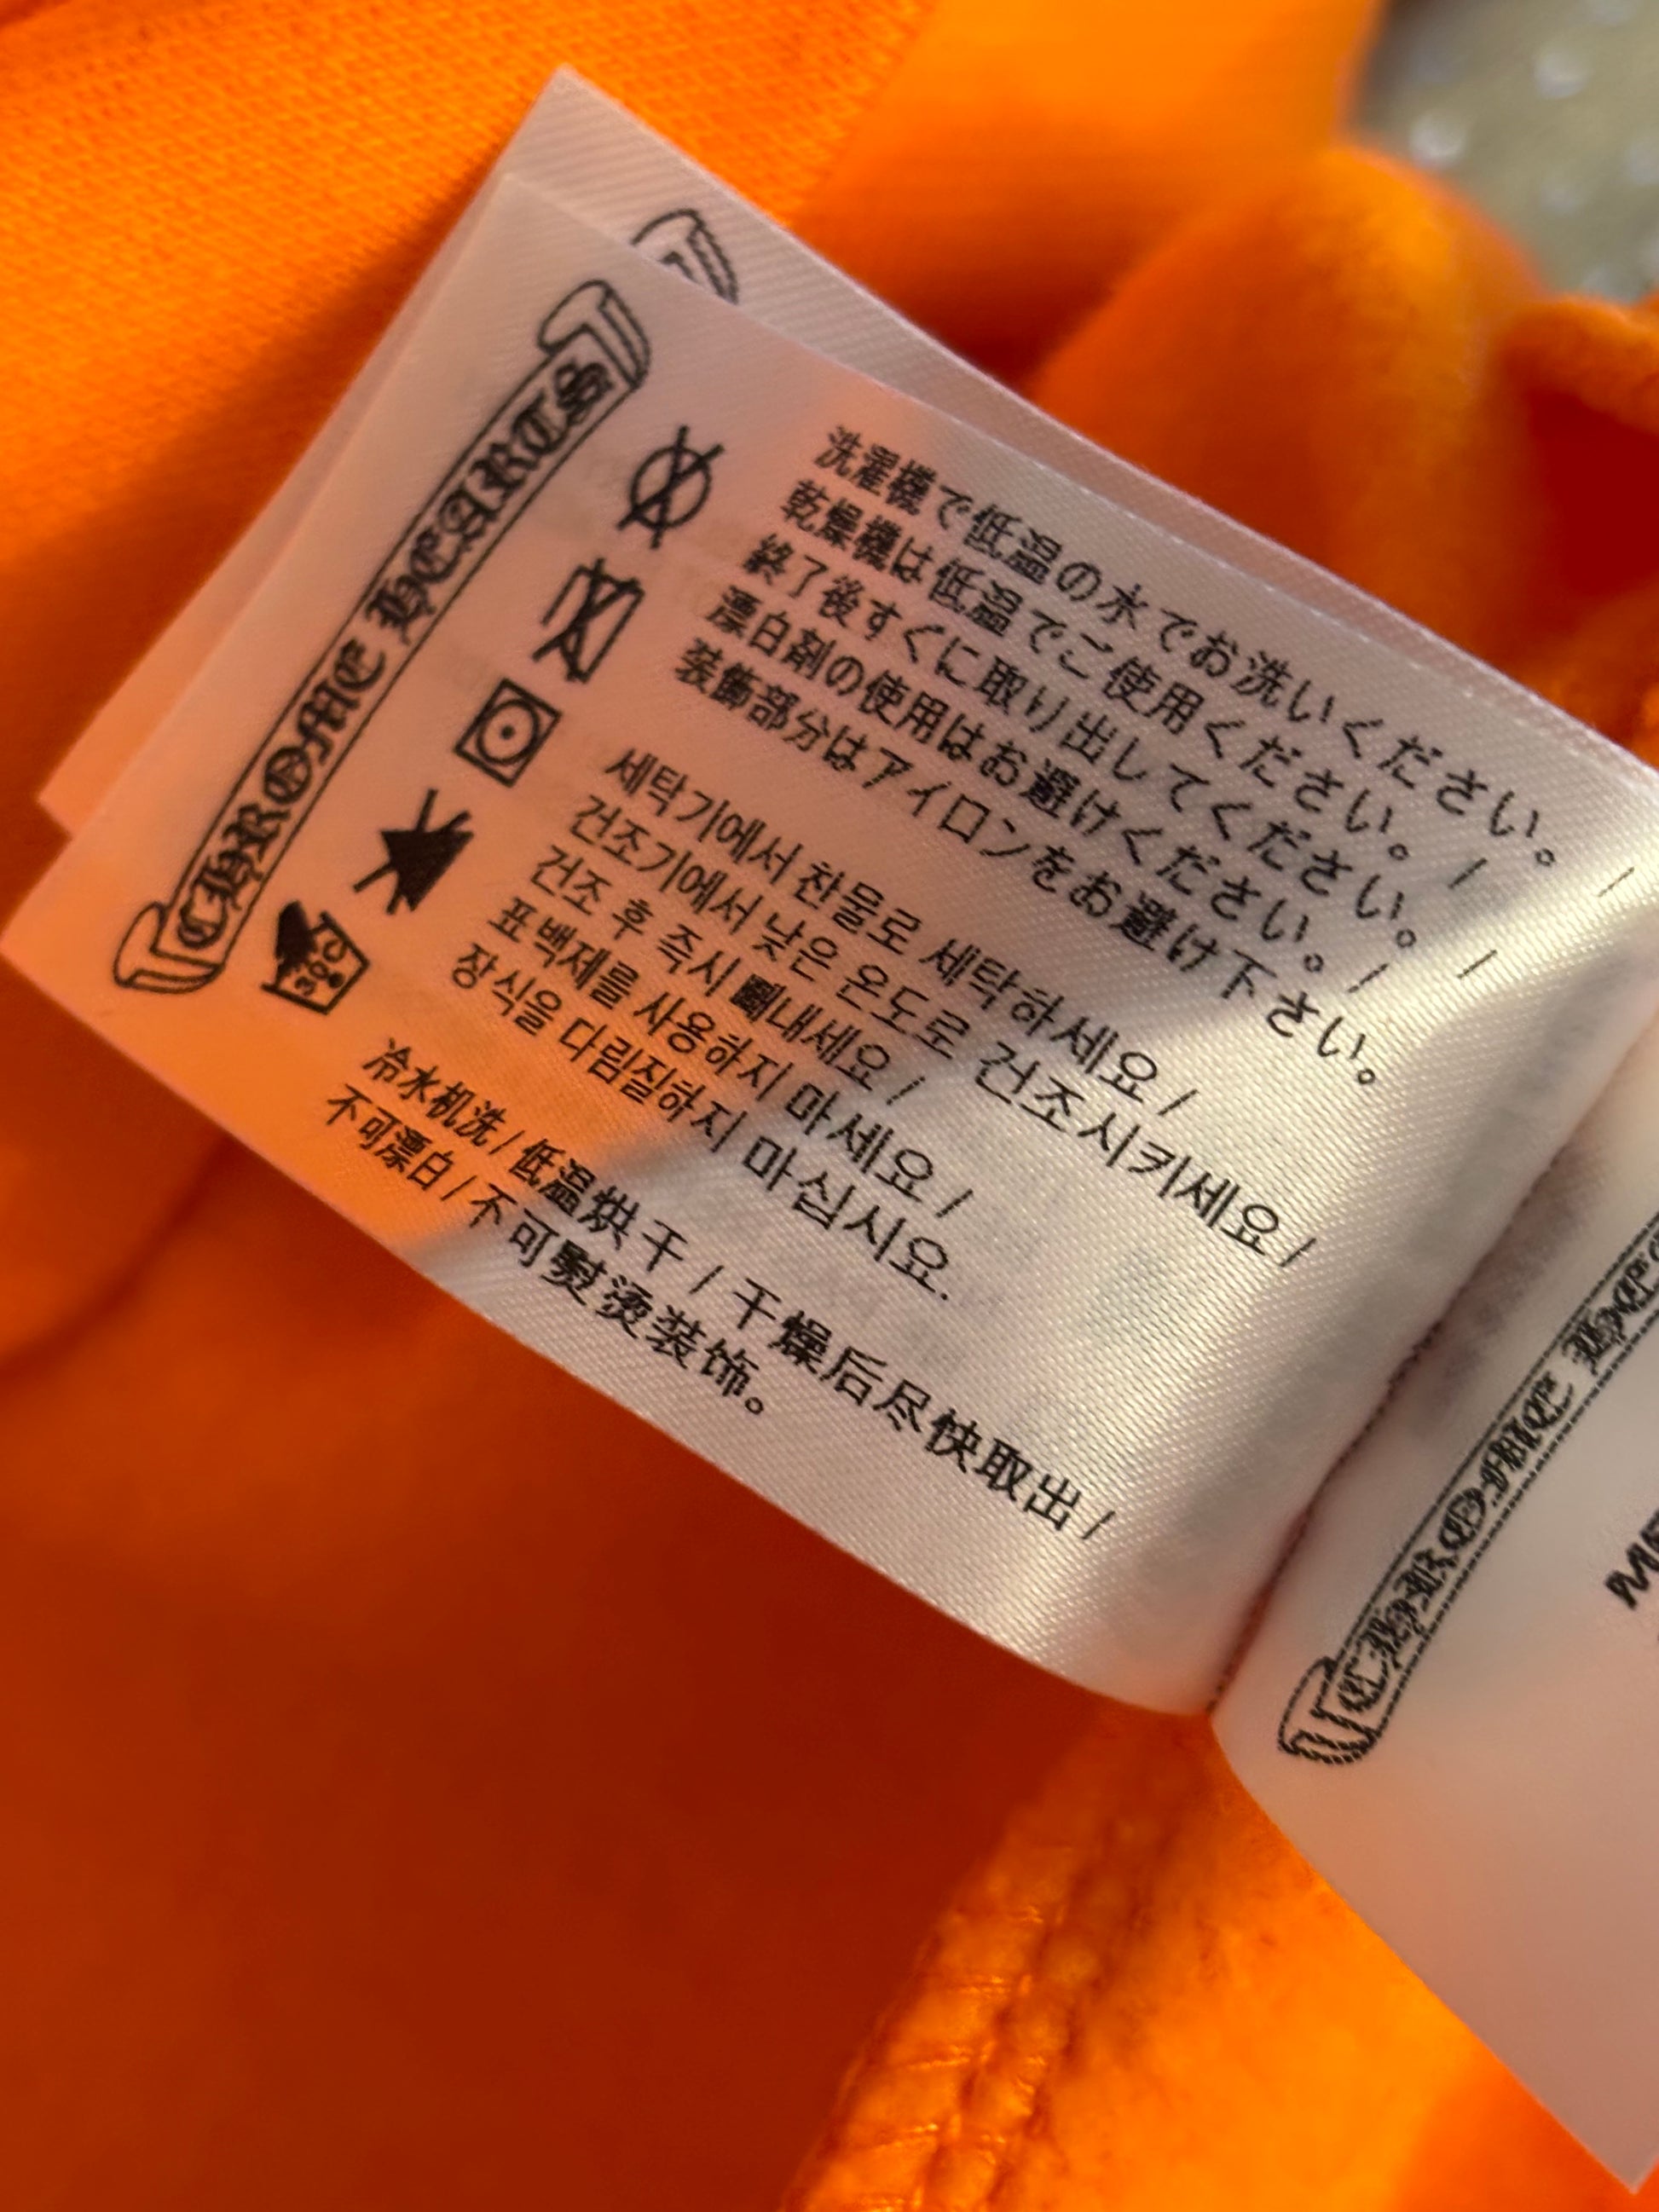 CHROME HEARTS
洗濯機で低温の水でお洗いください。/
乾燥機は低温でご使用ください。/
終了後すぐに取り出してください。/
漂白剤の使用はお避けください。/
装飾部分はアイロンをお避け下さい。
세탁기에서 찬물로 세탁하세요 /
건조기에서 낮은 온도로 건조시키세요 /
건조 후 즉시 빼내세요 /
표백제를 사용하지 마세요 /
장식을 다림질하지 마십시요.
冷水机洗 / 低温烘干 / 干燥后尽快取出 /
不可漂白 / 不可熨烫装饰。
30C
CHROME